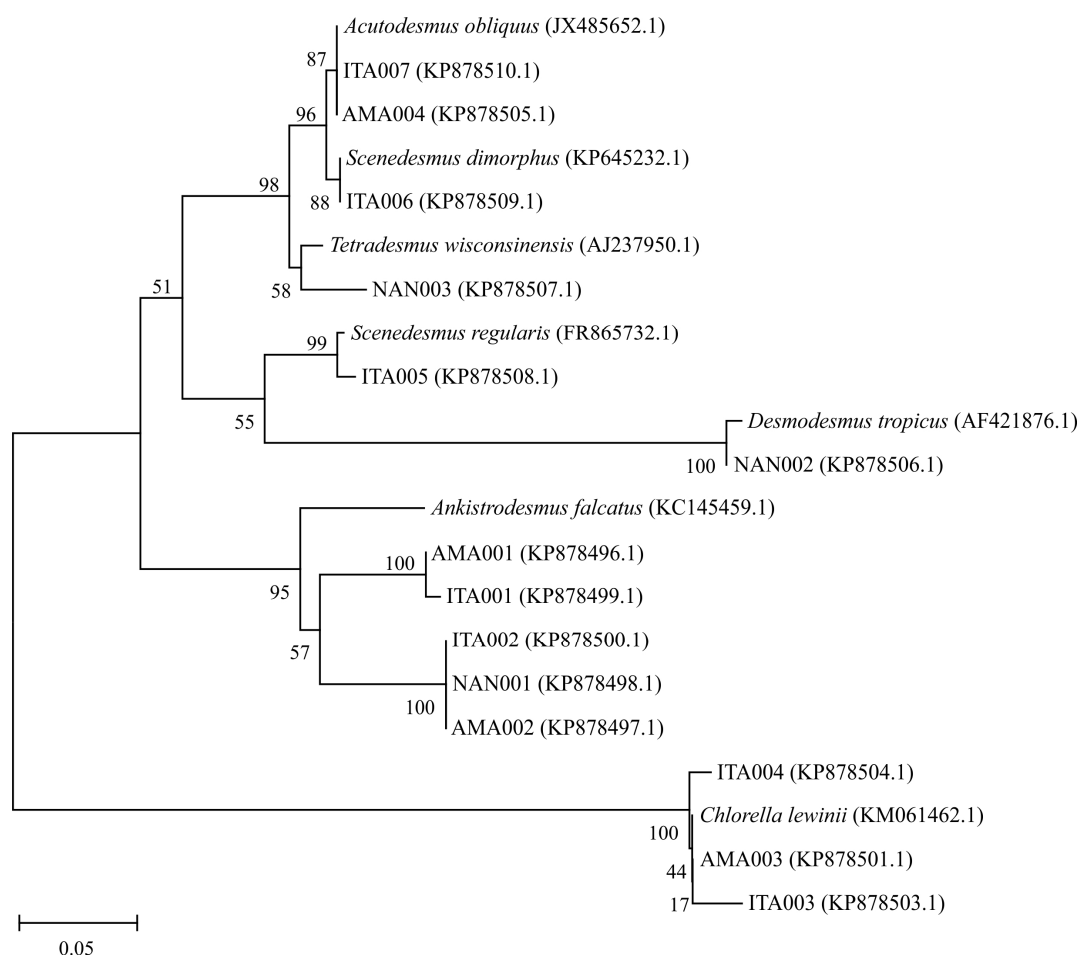 Acutodesmus obliquus (JX485652.1)
87
ITA007 (KP878510.1)
96
AMA004 (KP878505.1)
Scenedesmus dimorphus (KP645232.1)
98
88
ITA006 (KP878509.1)
Tetradesmus wisconsinensis (AJ237950.1)
51
58
NAN003 (KP878507.1)
Scenedesmus regularis (FR865732.1)
99
ITA005 (KP878508.1)
55
Desmodesmus tropicus (AF421876.1)
100
NAN002 (KP878506.1)
Ankistrodesmus falcatus (KC145459.1)
AMA001 (KP878496.1)
100
95
ITA001 (KP878499.1)
ITA002 (KP878500.1)
57
NAN001 (KP878498.1)
100
AMA002 (KP878497.1)
ITA004 (KP878504.1)
Chlorella lewinii (KM061462.1)
100
AMA003 (KP878501.1)
44
17
ITA003 (KP878503.1)
0.05